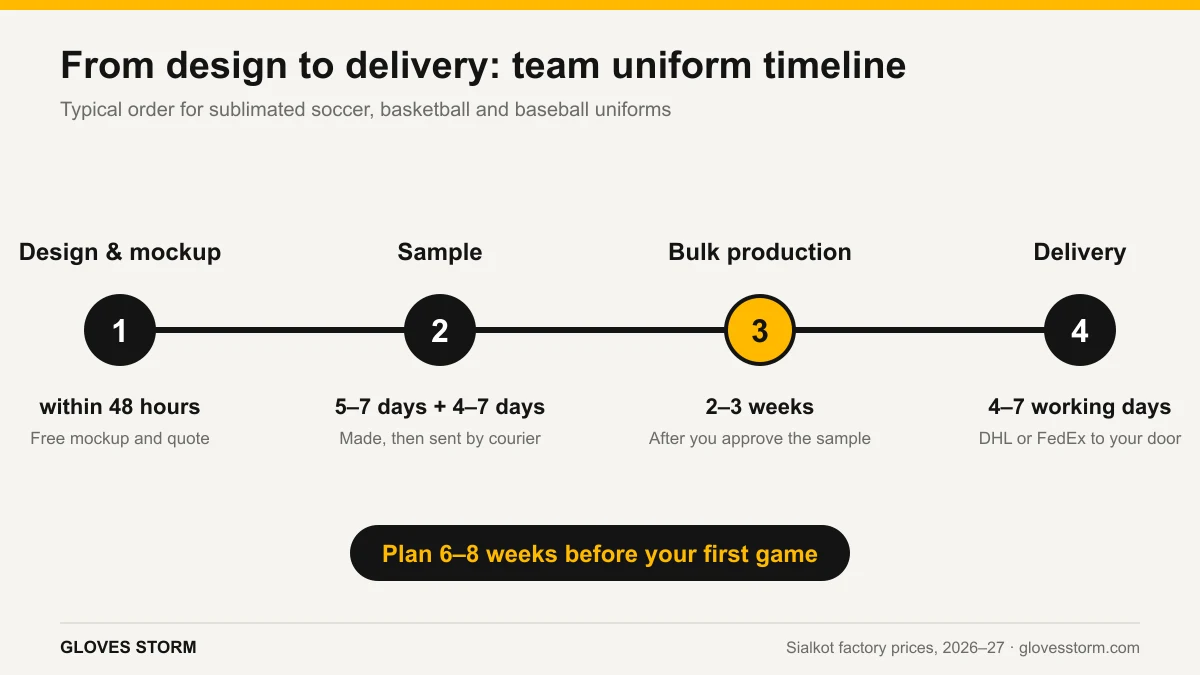 From design to delivery: team uniform timeline
Typical order for sublimated soccer, basketball and baseball uniforms
Design & mockup
Sample
Bulk production
Delivery
1
2
3
4
within 48 hours
5–7 days + 4–7 days
2–3 weeks
4–7 working days
Free mockup and quote
Made, then sent by courier
After you approve the sample
DHL or FedEx to your door
Plan 6–8 weeks before your first game
GLOVES STORM
Sialkot factory prices, 2026–27 · glovesstorm.com